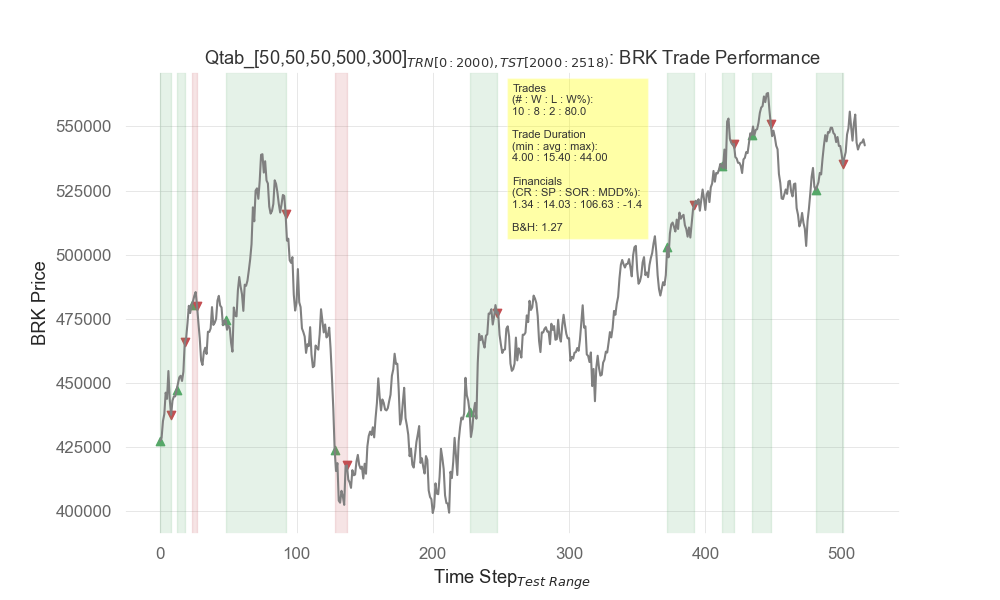 Qtab_[50,50,50,500,300]TRN[0:2000),TST[2000:2518): BRK Trade Performance
Trades
(# : W : L : W%):
10 : 8 : 2 : 80.0
Trade Duration
(min : avg : max):
4.00 : 15.40 : 44.00
Financials
(CR : SP : SOR : MDD%):
1.34 : 14.03 : 106.63 : -1.4
B&H: 1.27
BRK Price
550000
525000
500000
475000
450000
425000
400000
0 100 200 300 400 500
Time StepTest Range